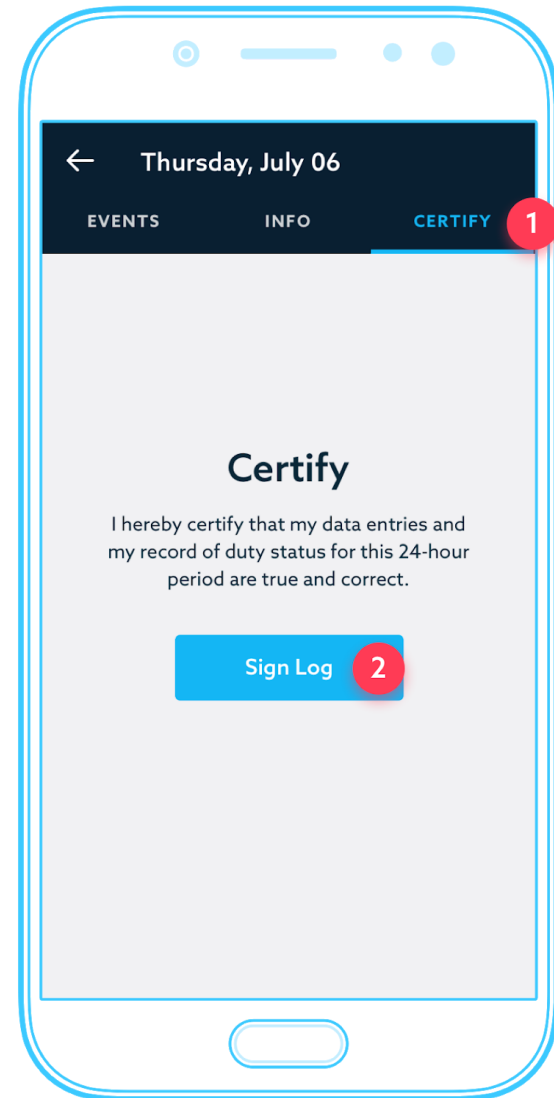 Thursday, July 06
EVENTS INFO CERTIFY 1
Certify
I hereby certify that my data entries and
my record of duty status for this 24-hour
period are true and correct.
Sign Log 2